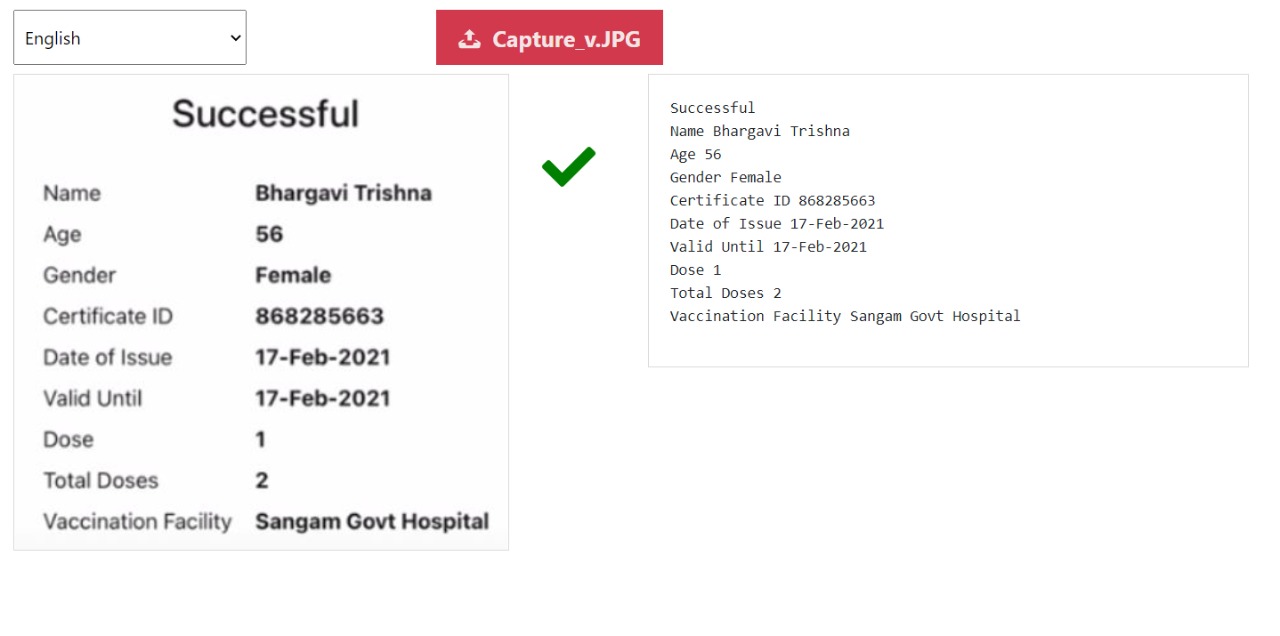 English
Capture_v.JPG
Successful
Name Bhargavi Trishna
Age 56
Gender Female
Certificate ID 868285663
Date of Issue 17-Feb-2021
Valid Until 17-Feb-2021
Dose 1
Total Doses 2
Vaccination Facility Sangam Govt Hospital
Successful
Name Bhargavi Trishna
Age 56
Gender Female
Certificate ID 868285663
Date of Issue 17-Feb-2021
Valid Until 17-Feb-2021
Dose 1
Total Doses 2
Vaccination Facility Sangam Govt Hospital